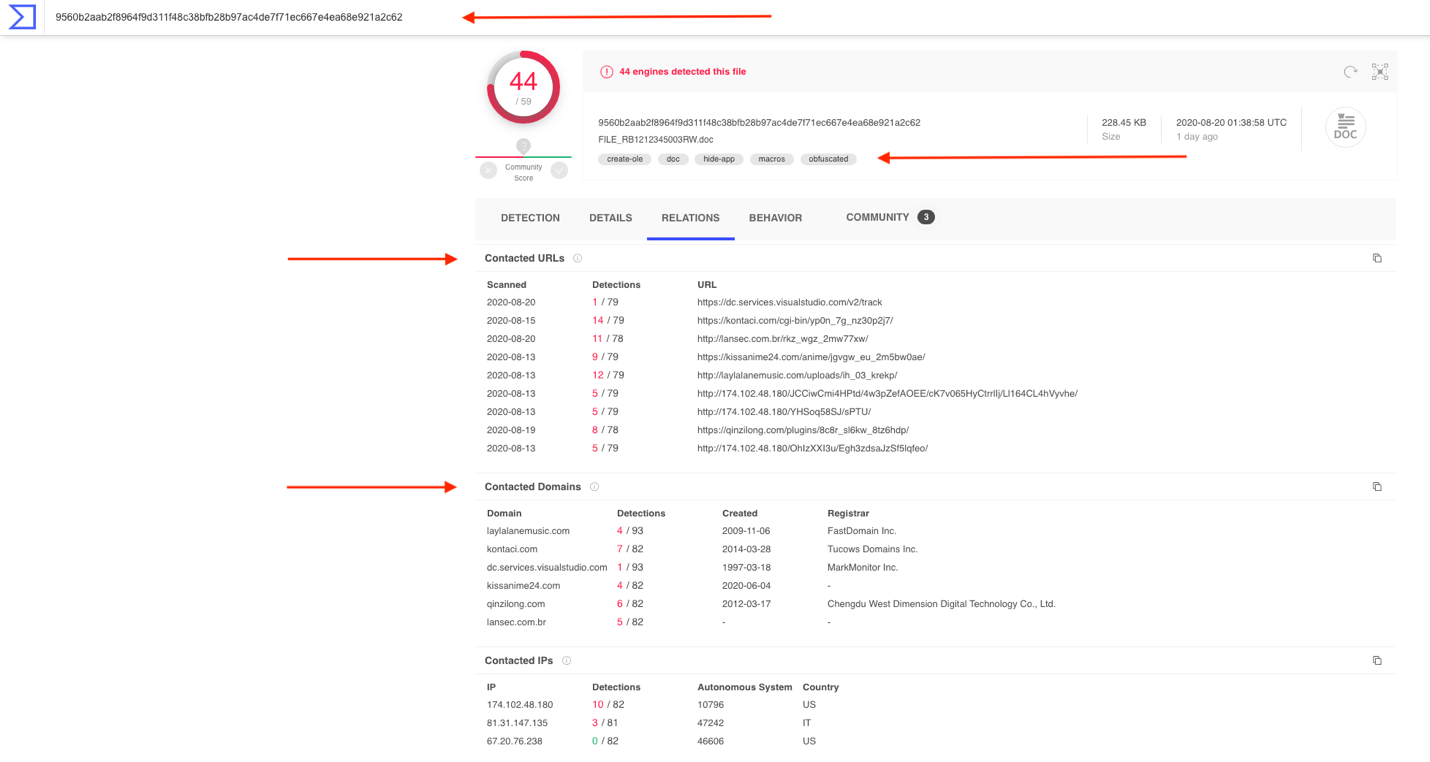 9560b2aab2f8964f9d311f48c38bfb28b97ac4de7f71ec667e4ea68e921a2c62
44
/ 59
44 engines detected this file
9560b2aab2f8964f9d311f48c38bfb28b97ac4de7f71ec667e4ea68e921a2c62
FILE_RB1212345003RW.doc
create-ole doc hide-app macros obfuscated
228.45 KB
Size
2020-08-20 01:38:58 UTC
1 day ago
DOC
?
Community
Score
DETECTION DETAILS RELATIONS BEHAVIOR COMMUNITY 3
Contacted URLs
Scanned Detections URL
2020-08-20 1 / 79 https://dc.services.visualstudio.com/v2/track
2020-08-15 14 / 79 https://kontaci.com/cgi-bin/yp0n_7g_nz30p2j7/
2020-08-20 11 / 78 http://lansec.com.br/rkz_wgz_2mw77xw/
2020-08-13 9 / 79 https://kissanime24.com/anime/jgvgw_eu_2m5bw0ae/
2020-08-13 12 / 79 http://laylalanemusic.com/uploads/ih_03_krekp/
2020-08-13 5 / 79 http://174.102.48.180/JCCiwCmi4HPtd/4w3pZefAOEE/cK7v065HyCtrrlIj/LI164CL4hVyvhe/
2020-08-13 5 / 79 http://174.102.48.180/YHSoq58SJ/sPTU/
2020-08-19 8 / 78 https://qinzilong.com/plugins/8c8r_sl6kw_8tz6hdp/
2020-08-13 5 / 79 http://174.102.48.180/OhIzXXI3u/Egh3zdsaJzSf5lqfeo/
Contacted Domains
Domain Detections Created Registrar
laylalanemusic.com 4 / 93 2009-11-06 FastDomain Inc.
kontaci.com 7 / 82 2014-03-28 Tucows Domains Inc.
dc.services.visualstudio.com 1 / 93 1997-03-18 MarkMonitor Inc.
kissanime24.com 4 / 82 2020-06-04 -
qinzilong.com 6 / 82 2012-03-17 Chengdu West Dimension Digital Technology Co., Ltd.
lansec.com.br 5 / 82 - -
Contacted IPs
IP Detections Autonomous System Country
174.102.48.180 10 / 82 10796 US
81.31.147.135 3 / 81 47242 IT
67.20.76.238 0 / 82 46606 US